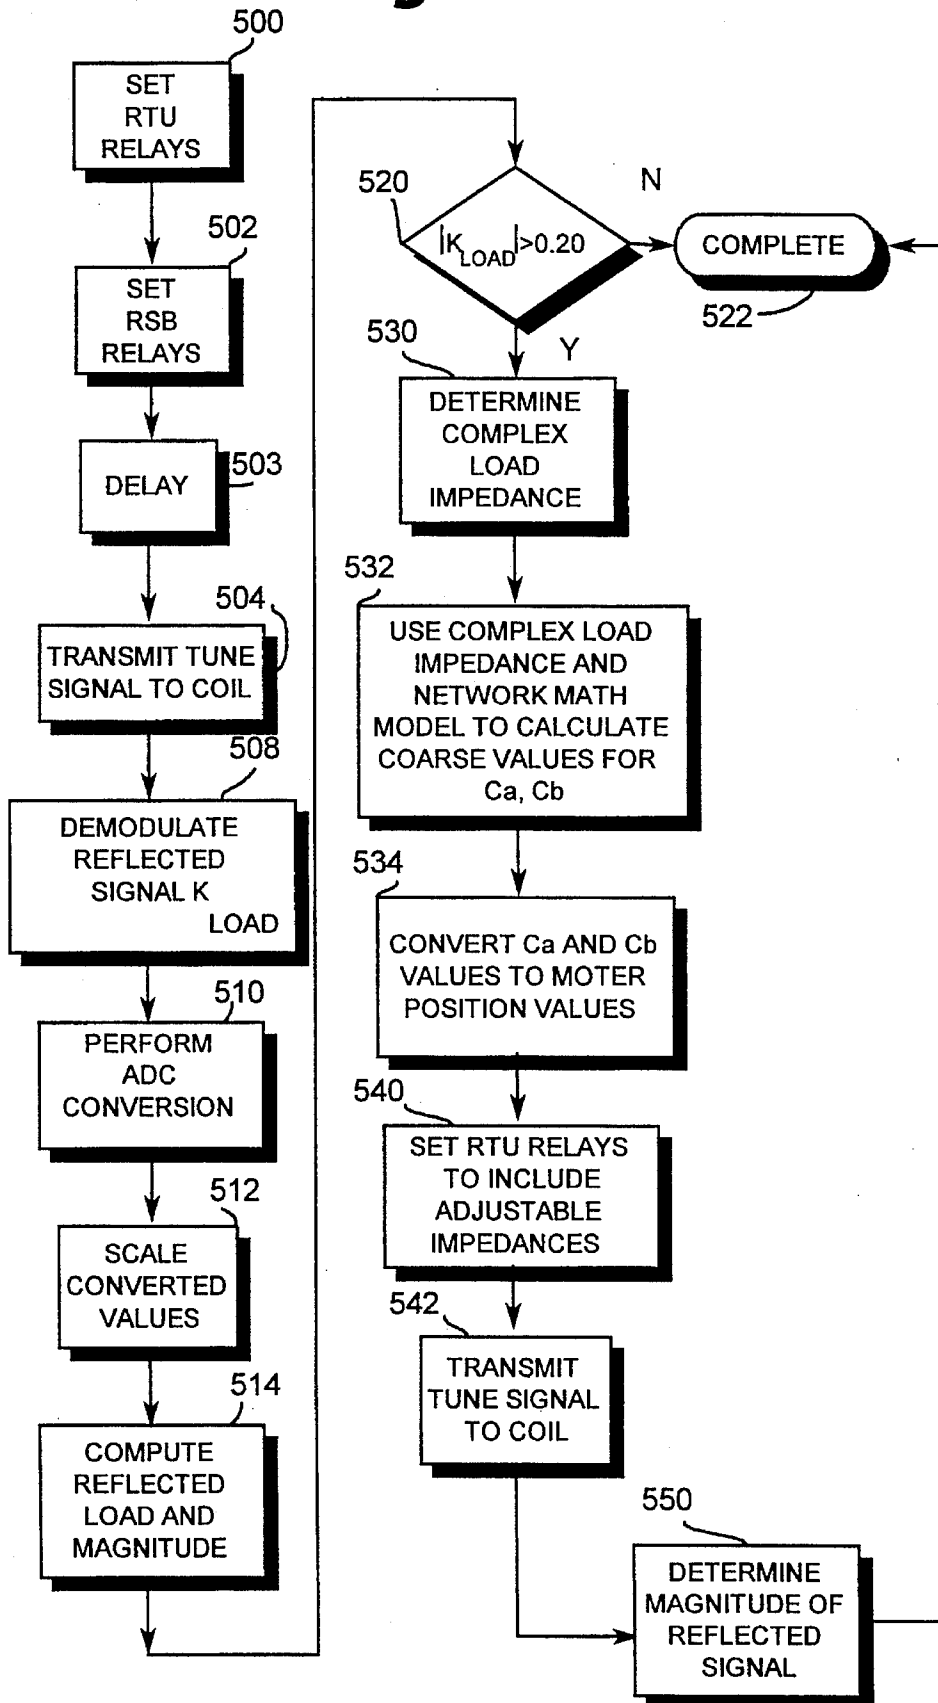 500
SET
RTU
RELAYS
502
SET
RSB
RELAYS
DELAY
503
504
TRANSMIT TUNE
SIGNAL TO COIL
508
DEMODULATE
REFLECTED
SIGNAL K
LOAD
510
PERFORM
ADC
CONVERSION
512
SCALE
CONVERTED
VALUES
514
COMPUTE
REFLECTED
LOAD AND
MAGNITUDE
520
|K LOAD|>0.20
N
COMPLETE
522
Y
530
DETERMINE
COMPLEX
LOAD
IMPEDANCE
532
USE COMPLEX LOAD
IMPEDANCE AND
NETWORK MATH
MODEL TO CALCULATE
COARSE VALUES FOR
Ca, Cb
534
CONVERT Ca AND Cb
VALUES TO MOTER
POSITION VALUES
540
SET RTU RELAYS
TO INCLUDE
ADJUSTABLE
IMPEDANCES
542
TRANSMIT
TUNE SIGNAL
TO COIL
550
DETERMINE
MAGNITUDE OF
REFLECTED
SIGNAL